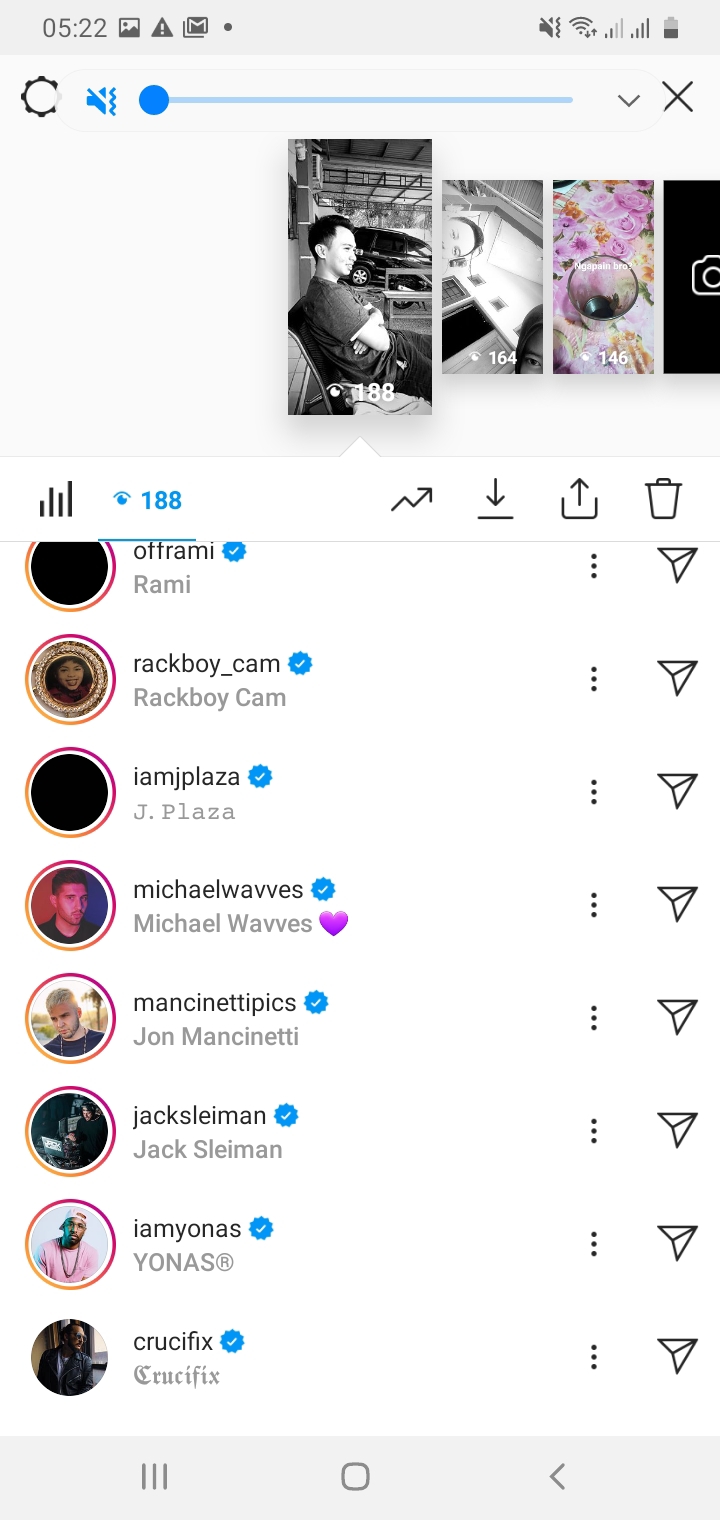 05:22
188
164
Ngapain bro?
146
188
offrami
Rami
rackboy_cam
Rackboy Cam
iamjplaza
𝙹. 𝙿𝚕𝚊𝚣𝚊
michaelwavves
Michael Wavves 💜
mancinettipics
Jon Mancinetti
jacksleiman
Jack Sleiman
iamyonas
YONAS®
crucifix
𝕮𝖗𝖚𝖈𝖎𝖋𝖎𝖝